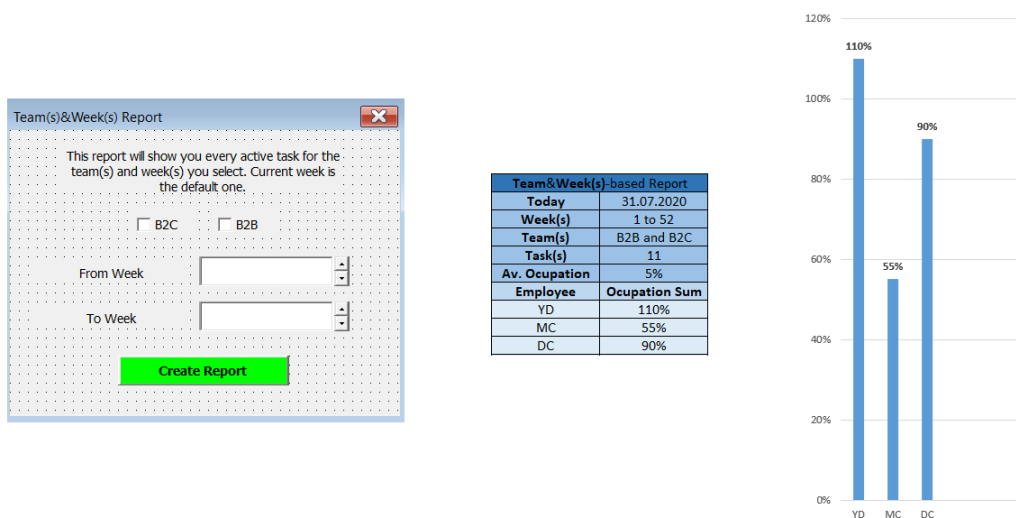 Team(s)&Week(s) Report
This report will show you every active task for the
team(s) and week(s) you select. Current week is
the default one.
B2C B2B
From Week
To Week
Create Report
Team&Week(s)-based Report
Today 31.07.2020
Week(s) 1 to 52
Team(s) B2B and B2C
Task(s) 11
Av. Ocupation 5%
Employee Ocupation Sum
YD 110%
MC 55%
DC 90%
120%
110%
100%
90%
80%
60%
55%
40%
20%
0%
YD MC DC